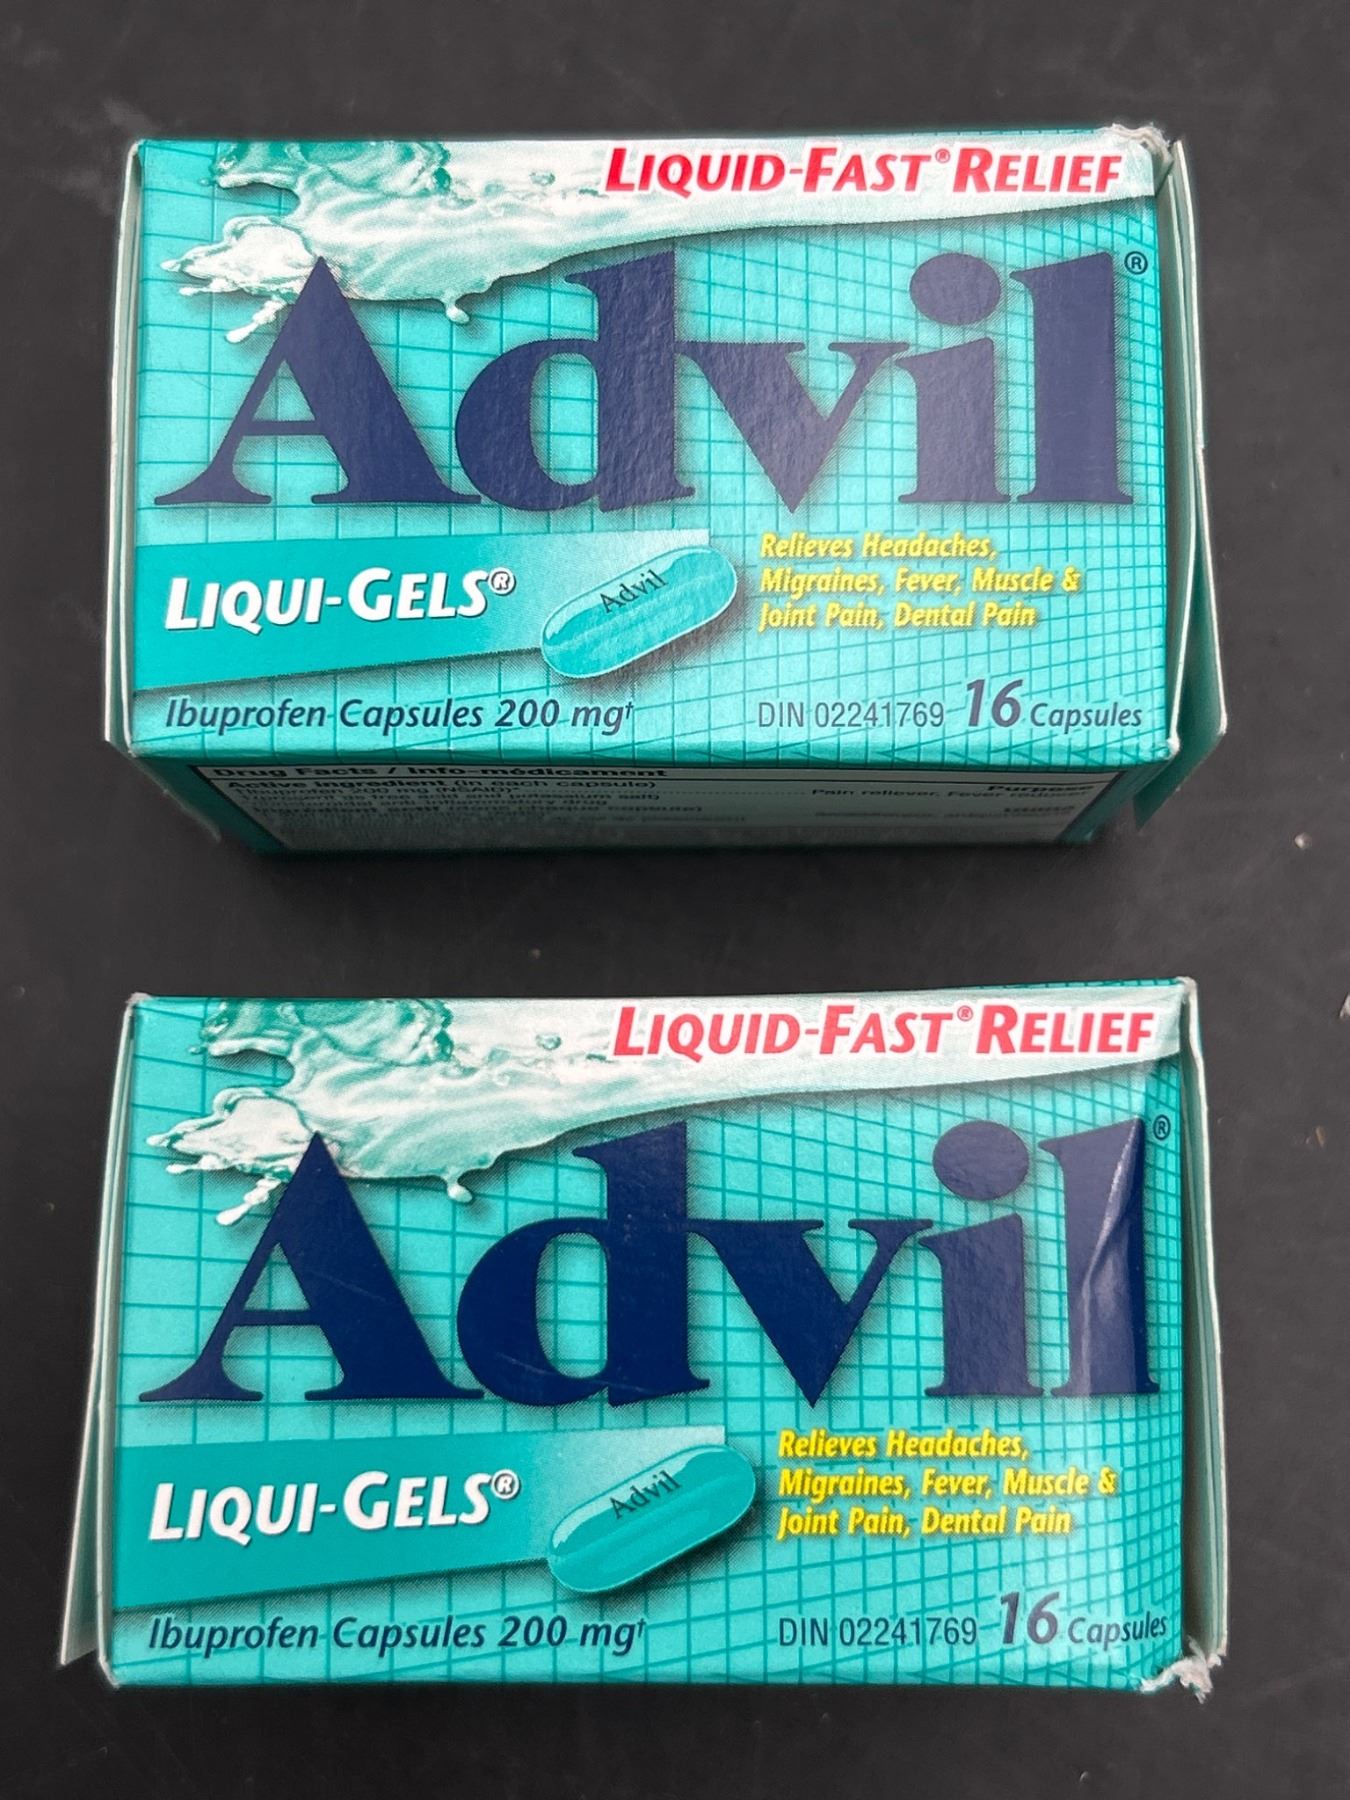 LIQUID-FAST® RELIEF
Advil®
LIQUI-GELS®
Advil
Relieves Headaches,
Migraines, Fever, Muscle &
Joint Pain, Dental Pain
Ibuprofen Capsules 200 mg†
DIN 02241769 16 Capsules
Drug Facts / Info-médicament
Active ingredient (in each capsule)
Purpose
LIQUID-FAST® RELIEF
Advil®
LIQUI-GELS®
Advil
Relieves Headaches,
Migraines, Fever, Muscle &
Joint Pain, Dental Pain
Ibuprofen Capsules 200 mg†
DIN 02241769 16 Capsules